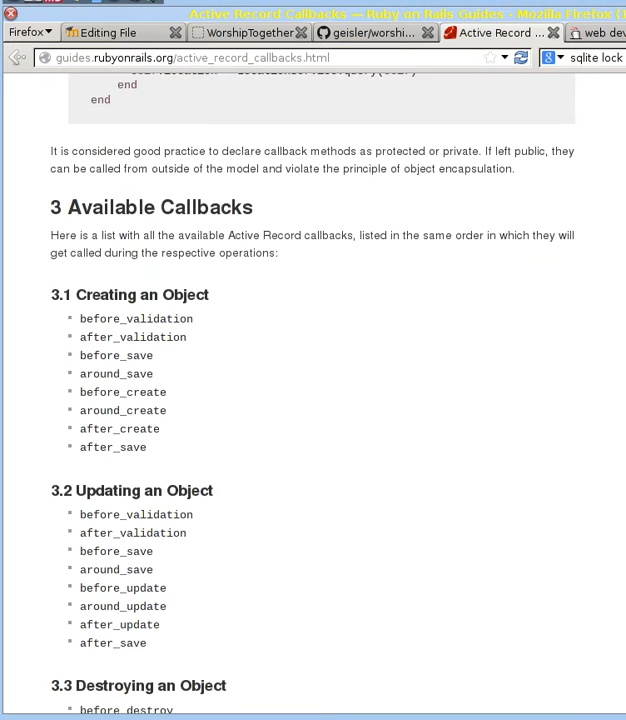 Active Record Callbacks — Ruby on Rails Guides - Mozilla Firefox (1
Firefox
Editing File
WorshipTogether
geisler/worshi...
Active Record ...
web dev
guides.rubyonrails.org/active_record_callbacks.html
sqlite lock
end
end
It is considered good practice to declare callback methods as protected or private. If left public, they
can be called from outside of the model and violate the principle of object encapsulation.
3 Available Callbacks
Here is a list with all the available Active Record callbacks, listed in the same order in which they will
get called during the respective operations:
3.1 Creating an Object
before_validation
after_validation
before_save
around_save
before_create
around_create
after_create
after_save
3.2 Updating an Object
before_validation
after_validation
before_save
around_save
before_update
around_update
after_update
after_save
3.3 Destroying an Object
before_destroy